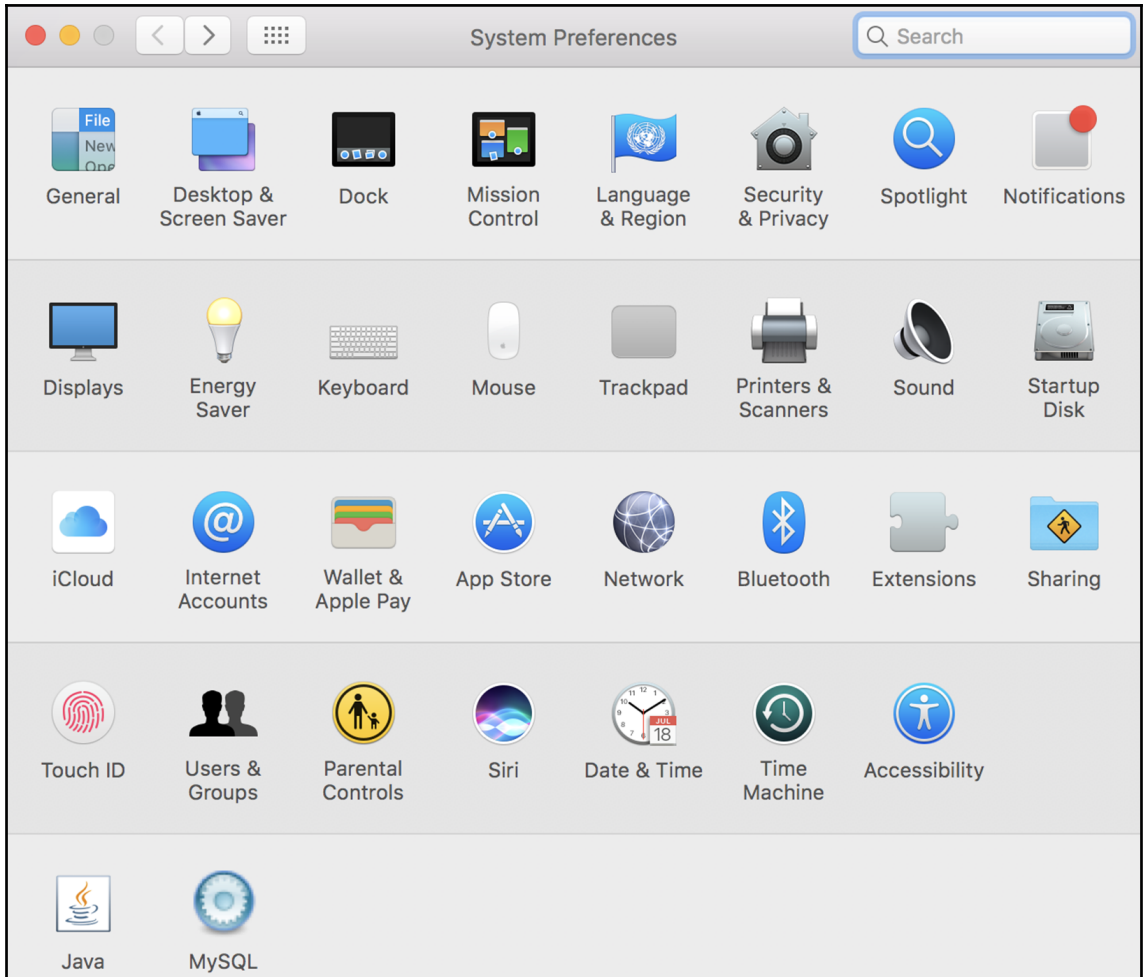 System Preferences
Search
File
New
Ope
General
Desktop &
Screen Saver
Dock
Mission
Control
Language
& Region
Security
& Privacy
Spotlight
Notifications
Displays
Energy
Saver
Keyboard
Mouse
Trackpad
Printers &
Scanners
Sound
Startup
Disk
iCloud
@
Internet
Accounts
Wallet &
Apple Pay
App Store
Network
Bluetooth
Extensions
Sharing
Touch ID
Users &
Groups
Parental
Controls
Siri
JUL
18
Date & Time
Time
Machine
Accessibility
Java
MySQL